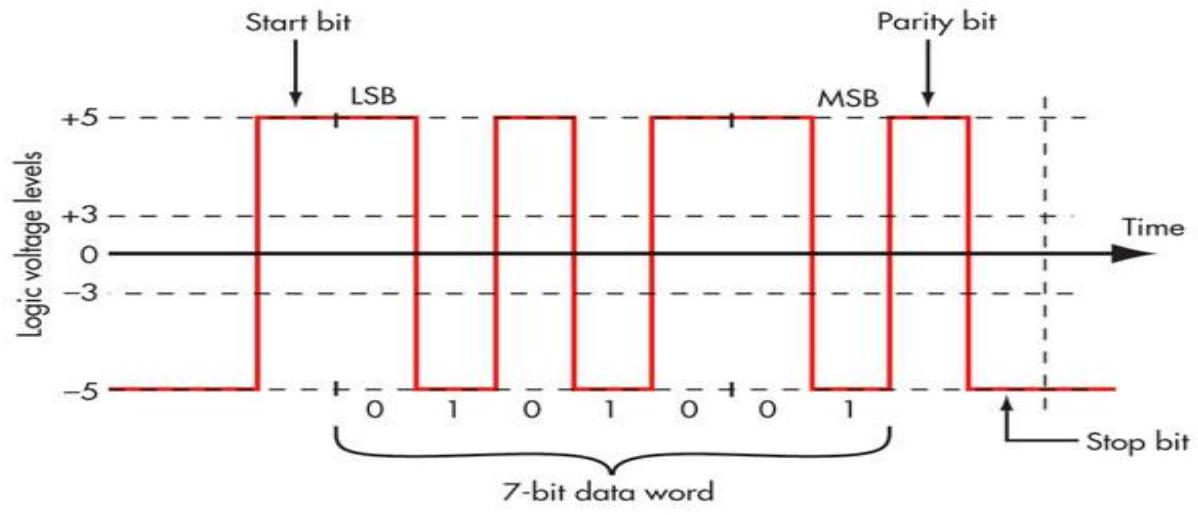 Start bit
Parity bit
LSB
MSB
+5
+3
Time
0
−3
−5
Logic voltage levels
0 1 0 1 0 0 1
Stop bit
7-bit data word